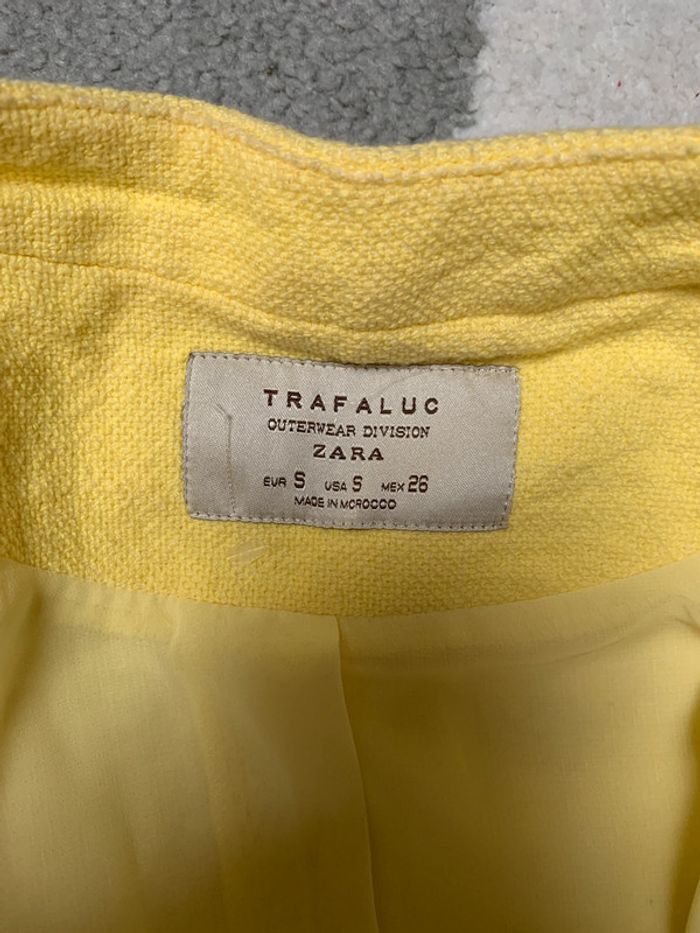 TRAFALUC
OUTERWEAR DIVISION
ZARA
EUR S USA S MEX 26
MADE IN MOROCCO